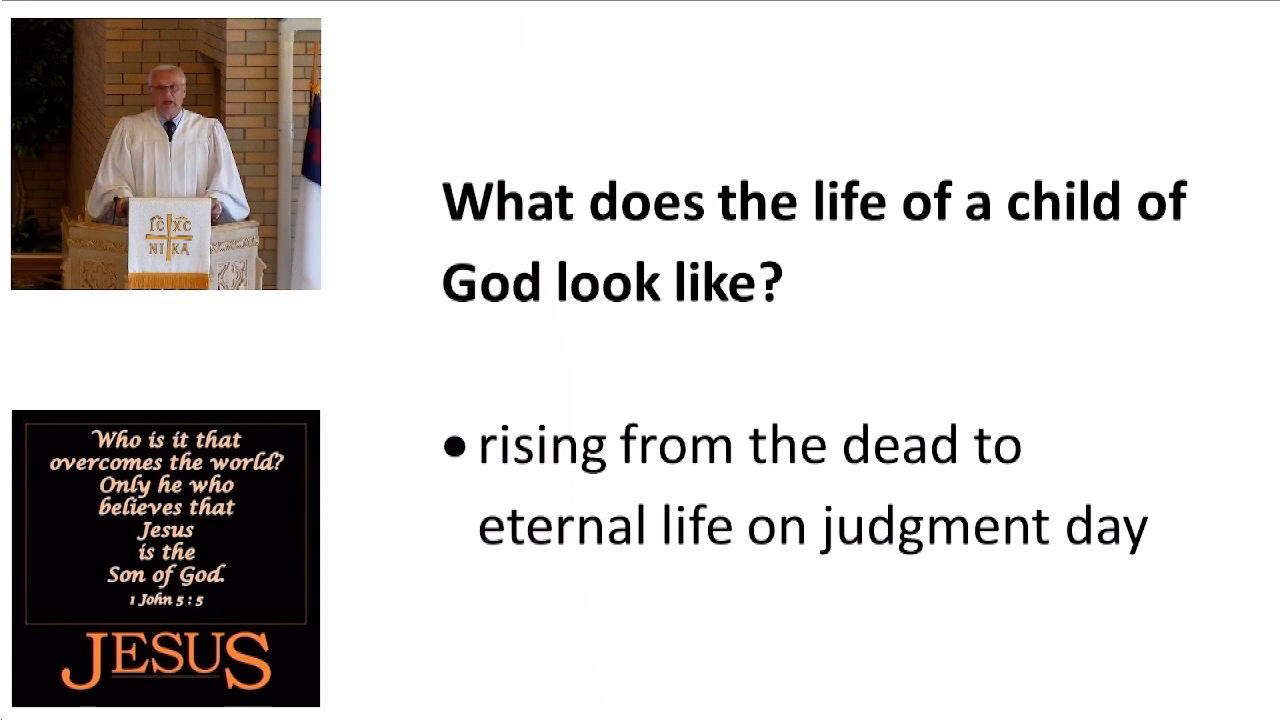 IC XC
NI KA
What does the life of a child of
God look like?
• rising from the dead to
eternal life on judgment day
Who is it that
overcomes the world?
Only he who
believes that
Jesus
is the
Son of God.
1 John 5:5
JESUS